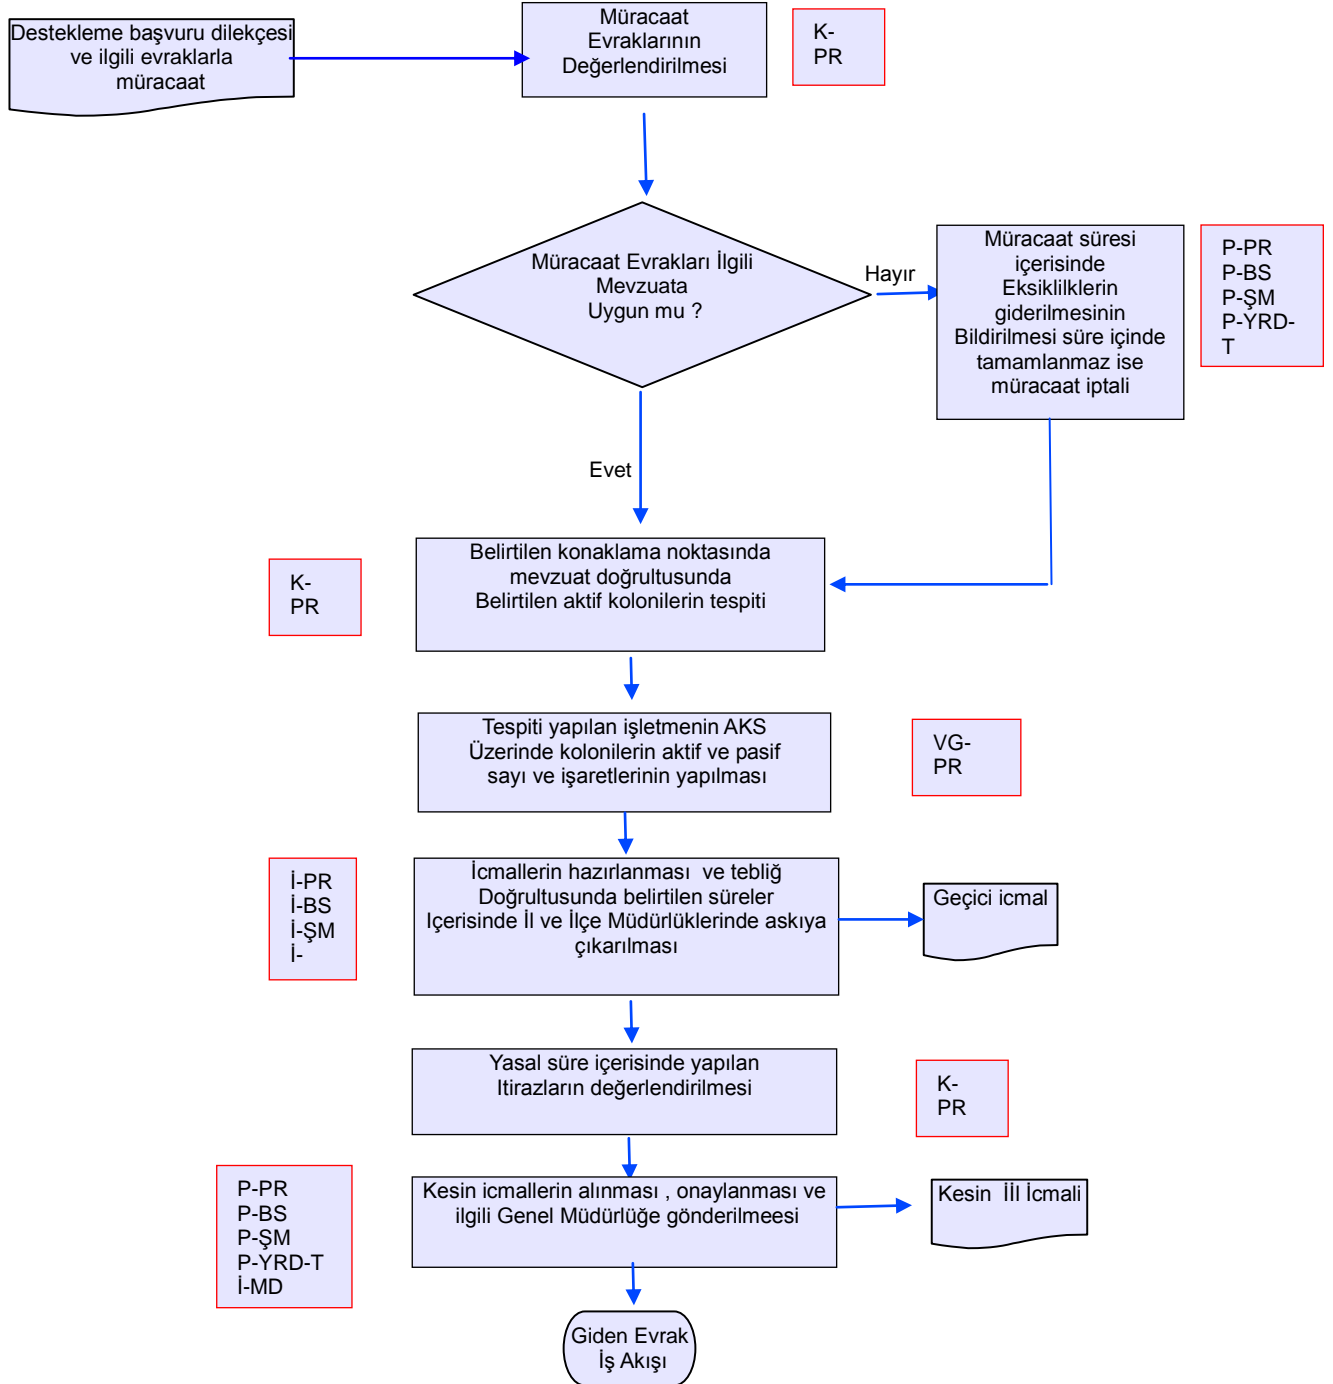 Destekleme başvuru dilekçesi
ve ilgili evraklarla
müracaat
Müracaat
Evraklarının
Değerlendirilmesi
K-
PR
Müracaat Evrakları İlgili
Mevzuata
Uygun mu ?
Hayır
Müracaat süresi
içerisinde
Eksiklilklerin
giderilmesinin
Bildirilmesi süre içinde
tamamlanmaz ise
müracaat iptali
P-PR
P-BS
P-ŞM
P-YRD-
T
Evet
K-
PR
Belirtilen konaklama noktasında
mevzuat doğrultusunda
Belirtilen aktif kolonilerin tespiti
Tespiti yapılan işletmenin AKS
Üzerinde kolonilerin aktif ve pasif
sayı ve işaretlerinin yapılması
VG-
PR
İ-PR
İ-BS
İ-ŞM
İ-
İcmallerin hazırlanması ve tebliğ
Doğrultusunda belirtilen süreler
Içerisinde İl ve İlçe Müdürlüklerinde askıya
çıkarılması
Geçici icmal
Yasal süre içerisinde yapılan
Itirazların değerlendirilmesi
K-
PR
P-PR
P-BS
P-ŞM
P-YRD-T
İ-MD
Kesin icmallerin alınması , onaylanması ve
ilgili Genel Müdürlüğe gönderilmeesi
Kesin İİl İcmali
Giden Evrak
İş Akışı